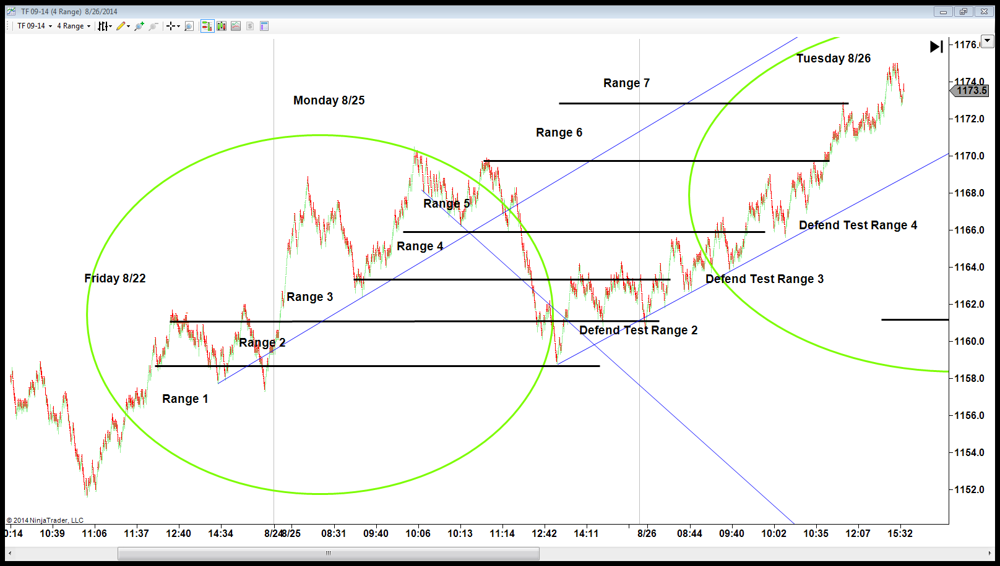 TF 09-14 (4 Range)  8/26/2014
TF 09-14 4 Range
1176.0
Tuesday 8/26
Range 7
1174.0
1173.5
Monday 8/25
1172.0
Range 6
1170.0
1168.0
Range 5
Defend Test Range 4
1166.0
Range 4
1164.0
Friday 8/22
Defend Test Range 3
Range 3
1162.0
Defend Test Range 2
Range 2
1160.0
1158.0
Range 1
1156.0
1154.0
1152.0
© 2014 NinjaTrader, LLC
0:14 10:39 11:06 11:37 12:40 14:34 8/24 8/25 08:31 09:40 10:06 10:13 11:14 12:42 14:11 8/26 08:44 09:40 10:02 10:35 12:07 15:32